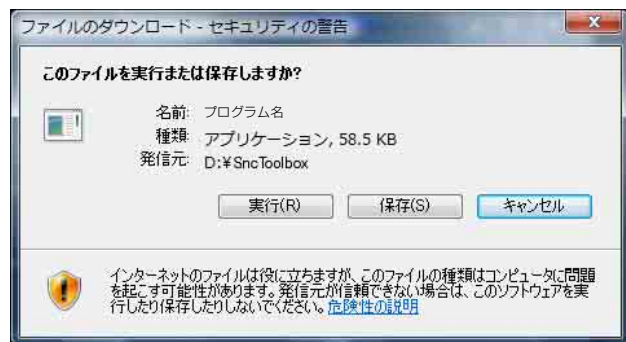 ファイルのダウンロード - セキュリティの警告
このファイルを実行または保存しますか?
名前: プログラム名
種類: アプリケーション, 58.5 KB
発信元: D:¥SncToolbox
実行(R) 保存(S) キャンセル
インターネットのファイルは役に立ちますが、このファイルの種類はコンピュータに問題
を起こす可能性があります。発信元が信頼できない場合は、このソフトウェアを実
行したり保存したりしないでください。危険性の説明